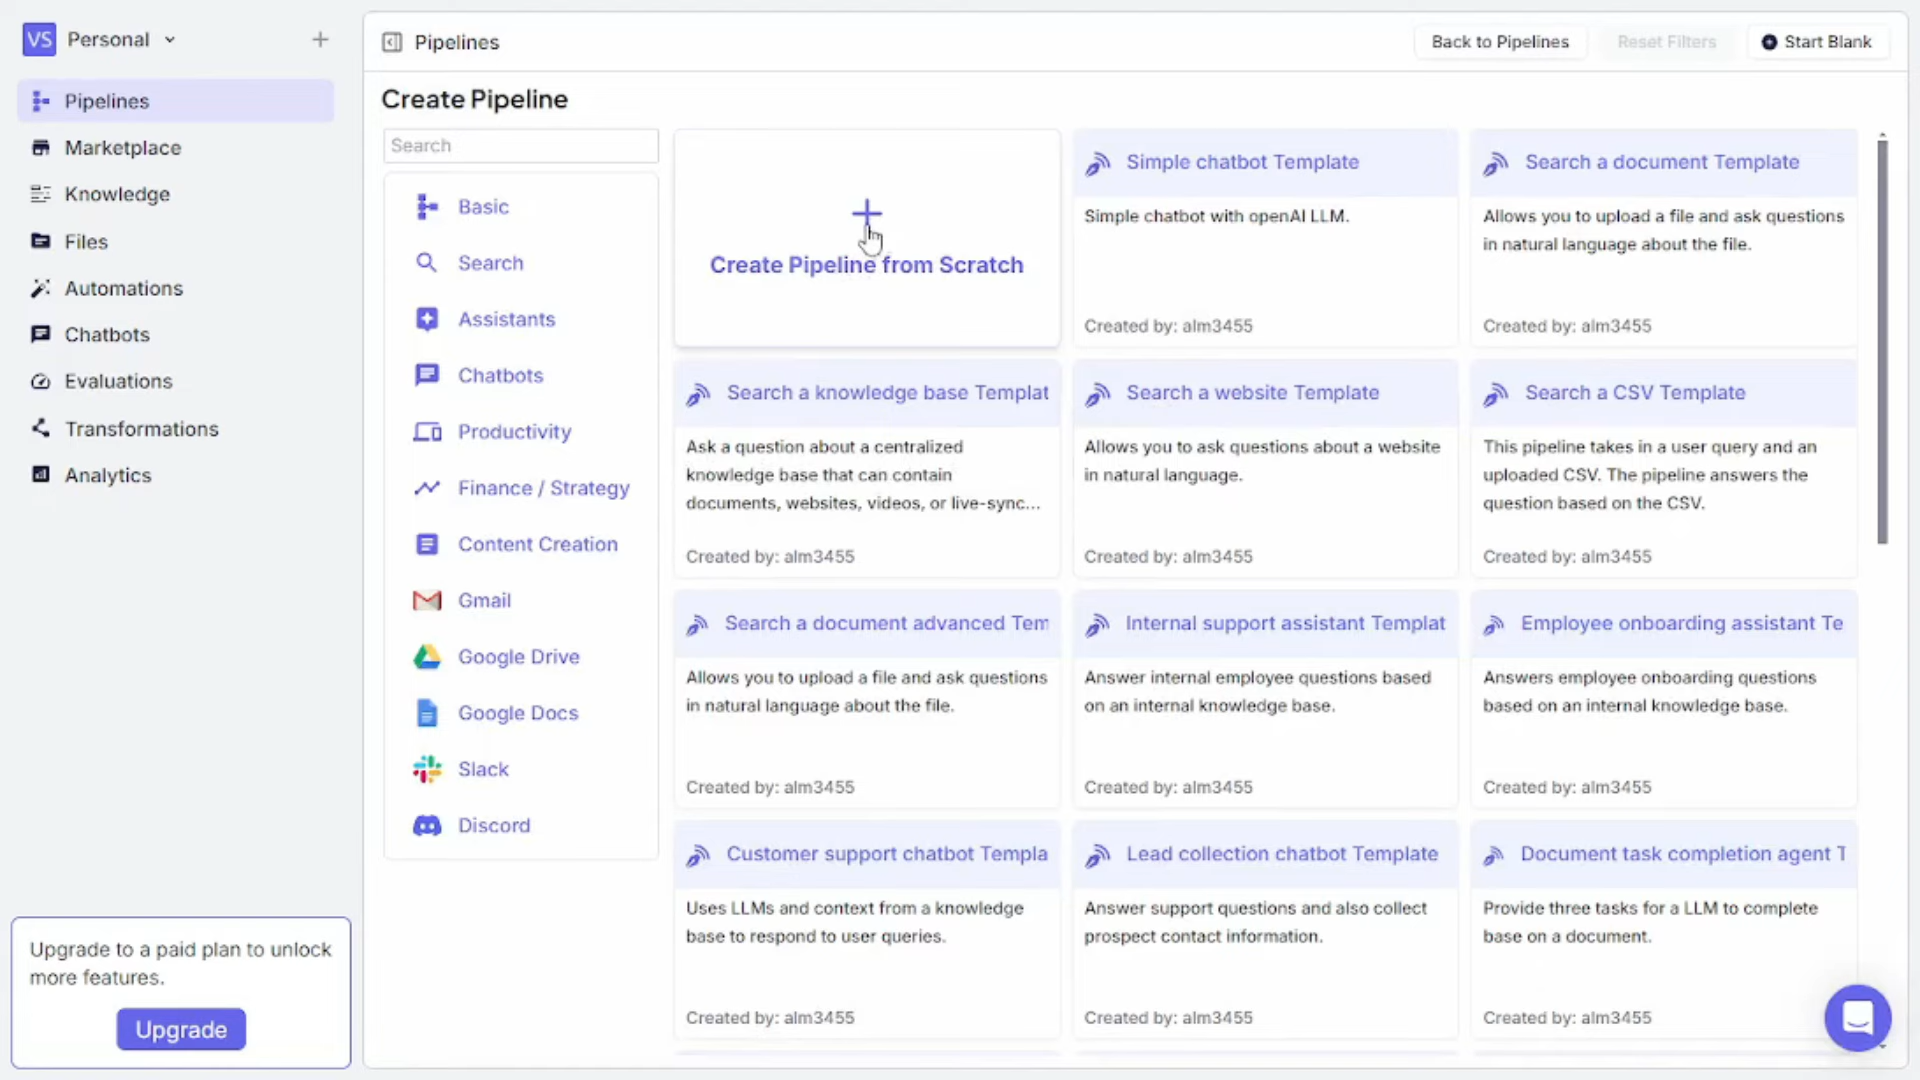 VS Personal
Pipelines
Marketplace
Knowledge
Files
Automations
Chatbots
Evaluations
Transformations
Analytics
Upgrade to a paid plan to unlock
more features.
Upgrade
Pipelines
Back to Pipelines
Reset Filters
Start Blank
Create Pipeline
Search
Basic
Search
Assistants
Chatbots
Productivity
Finance / Strategy
Content Creation
Gmail
Google Drive
Google Docs
Slack
Discord
Create Pipeline from Scratch
Simple chatbot Template
Simple chatbot with openAI LLM.
Created by: alm3455
Search a document Template
Allows you to upload a file and ask questions
in natural language about the file.
Created by: alm3455
Search a knowledge base Templat
Ask a question about a centralized
knowledge base that can contain
documents, websites, videos, or live-sync...
Created by: alm3455
Search a website Template
Allows you to ask questions about a website
in natural language.
Created by: alm3455
Search a CSV Template
This pipeline takes in a user query and an
uploaded CSV. The pipeline answers the
question based on the CSV.
Created by: alm3455
Search a document advanced Tem
Allows you to upload a file and ask questions
in natural language about the file.
Created by: alm3455
Internal support assistant Templat
Answer internal employee questions based
on an internal knowledge base.
Created by: alm3455
Employee onboarding assistant Te
Answers employee onboarding questions
based on an internal knowledge base.
Created by: alm3455
Customer support chatbot Templa
Uses LLMs and context from a knowledge
base to respond to user queries.
Created by: alm3455
Lead collection chatbot Template
Answer support questions and also collect
prospect contact information.
Created by: alm3455
Document task completion agent T
Provide three tasks for a LLM to complete
base on a document.
Created by: alm3455